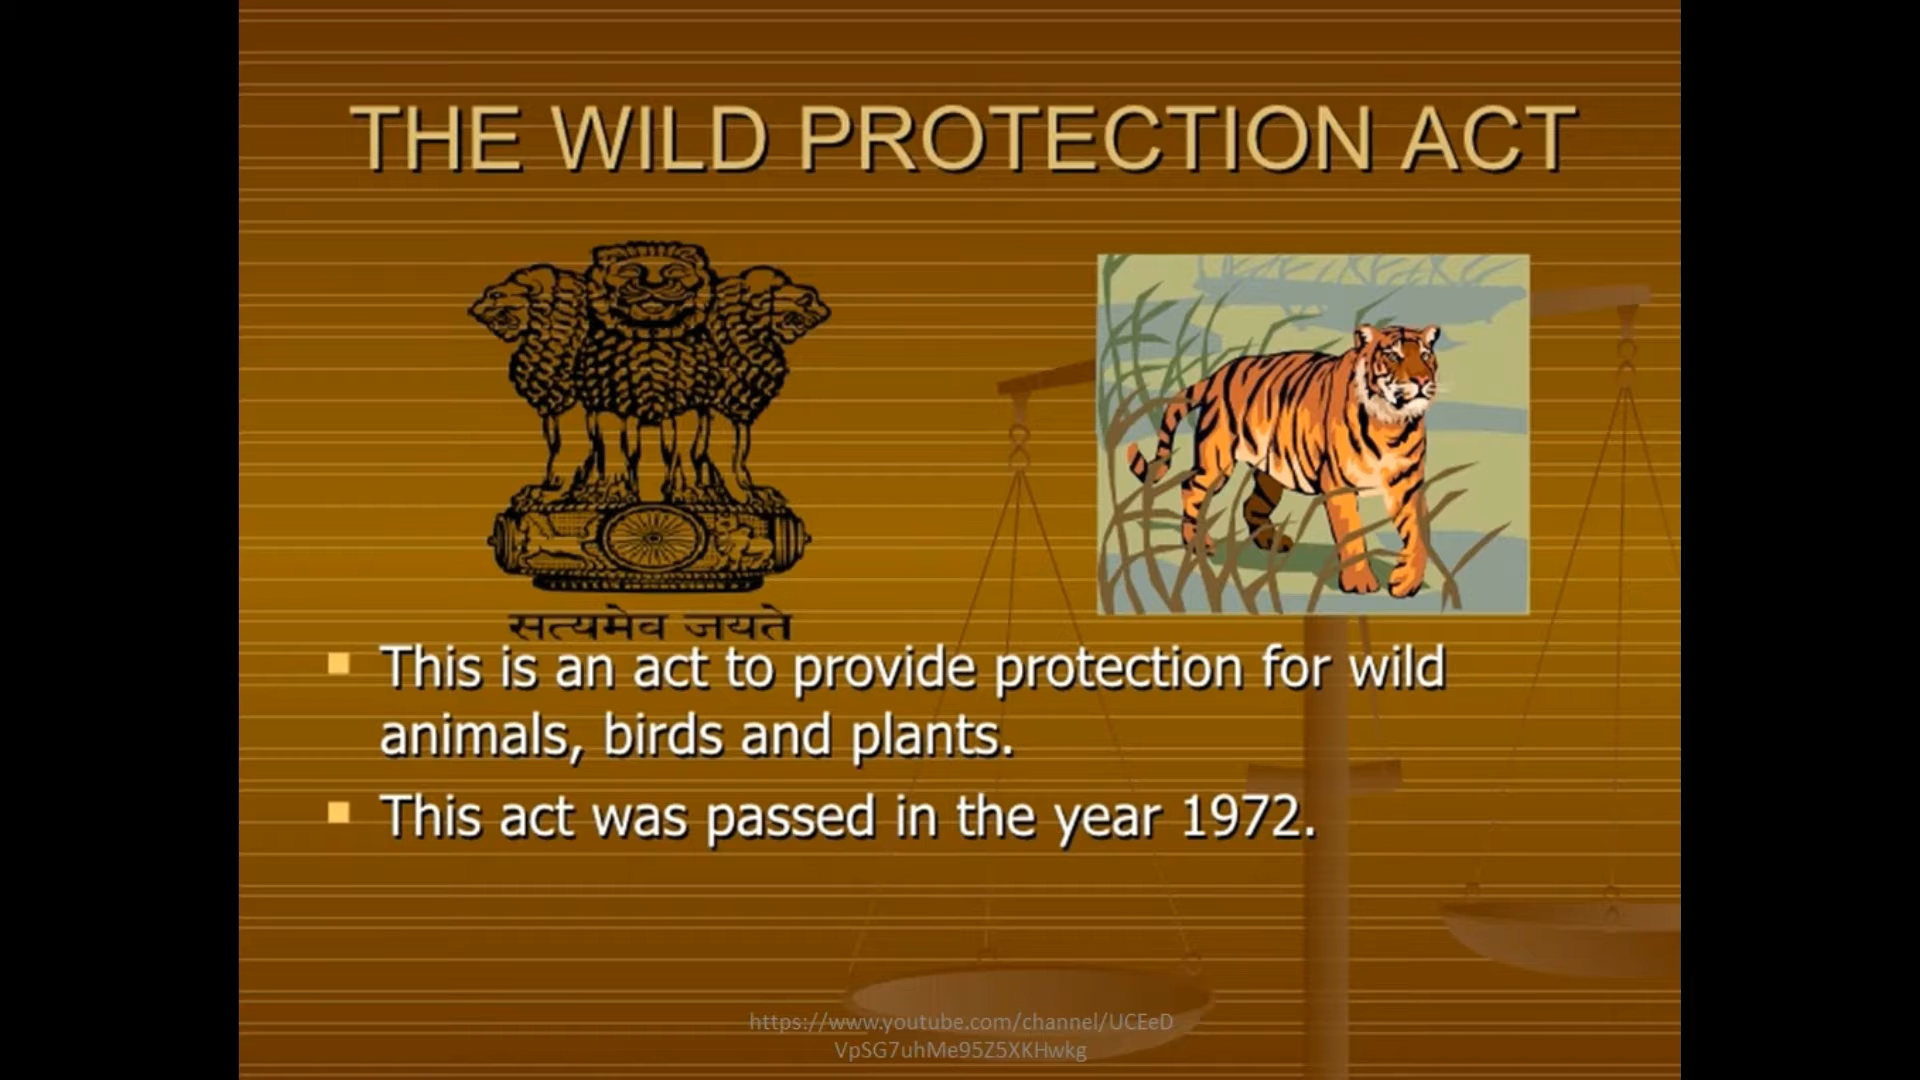 THE WILD PROTECTION ACT
सत्यमेव जयते
This is an act to provide protection for wild
animals, birds and plants.
This act was passed in the year 1972.
https://www.youtube.com/channel/UCEeD
VpSG7uhMe95Z5XKHwkg